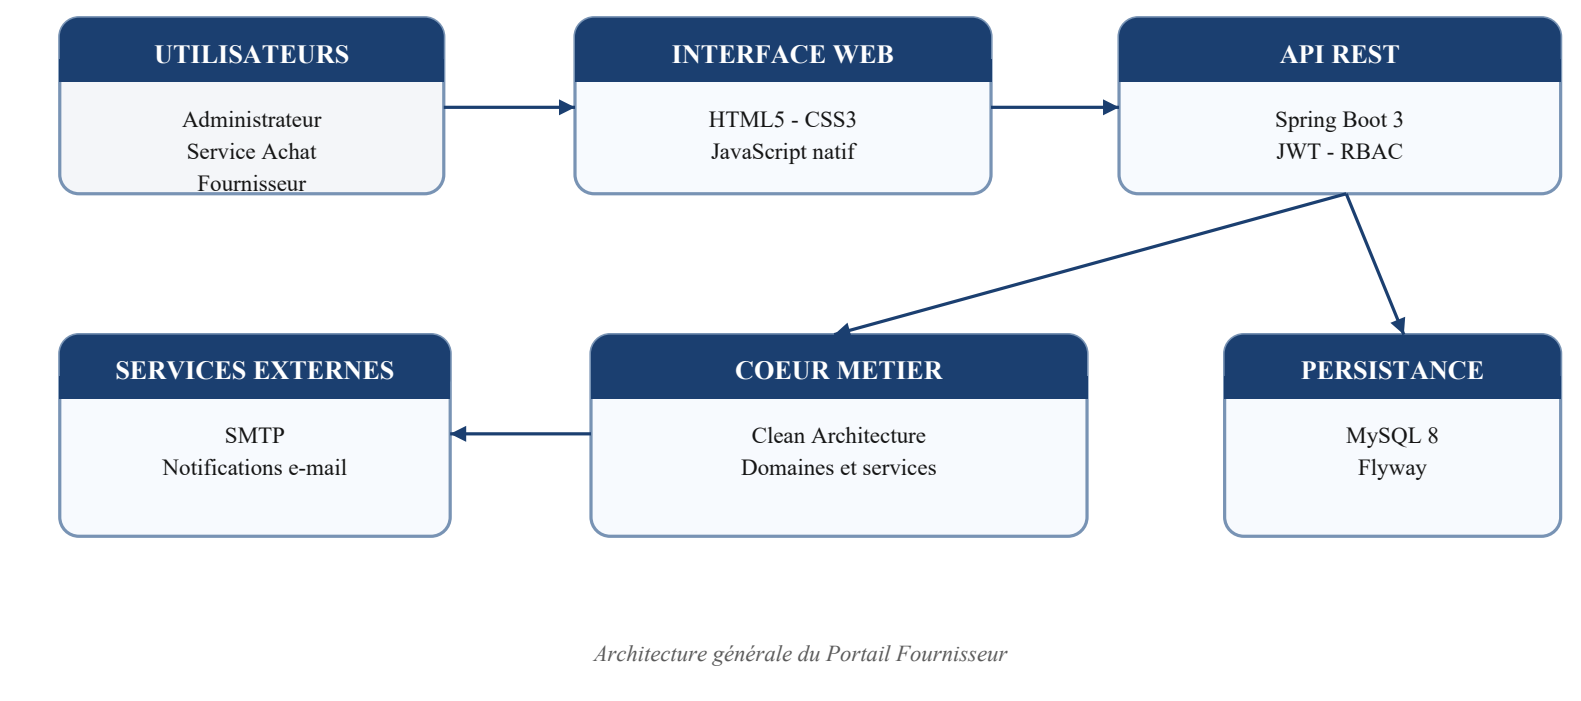 UTILISATEURS
Administrateur
Service Achat
Fournisseur
INTERFACE WEB
HTML5 - CSS3
JavaScript natif
API REST
Spring Boot 3
JWT - RBAC
SERVICES EXTERNES
SMTP
Notifications e-mail
COEUR METIER
Clean Architecture
Domaines et services
PERSISTANCE
MySQL 8
Flyway
Architecture générale du Portail Fournisseur